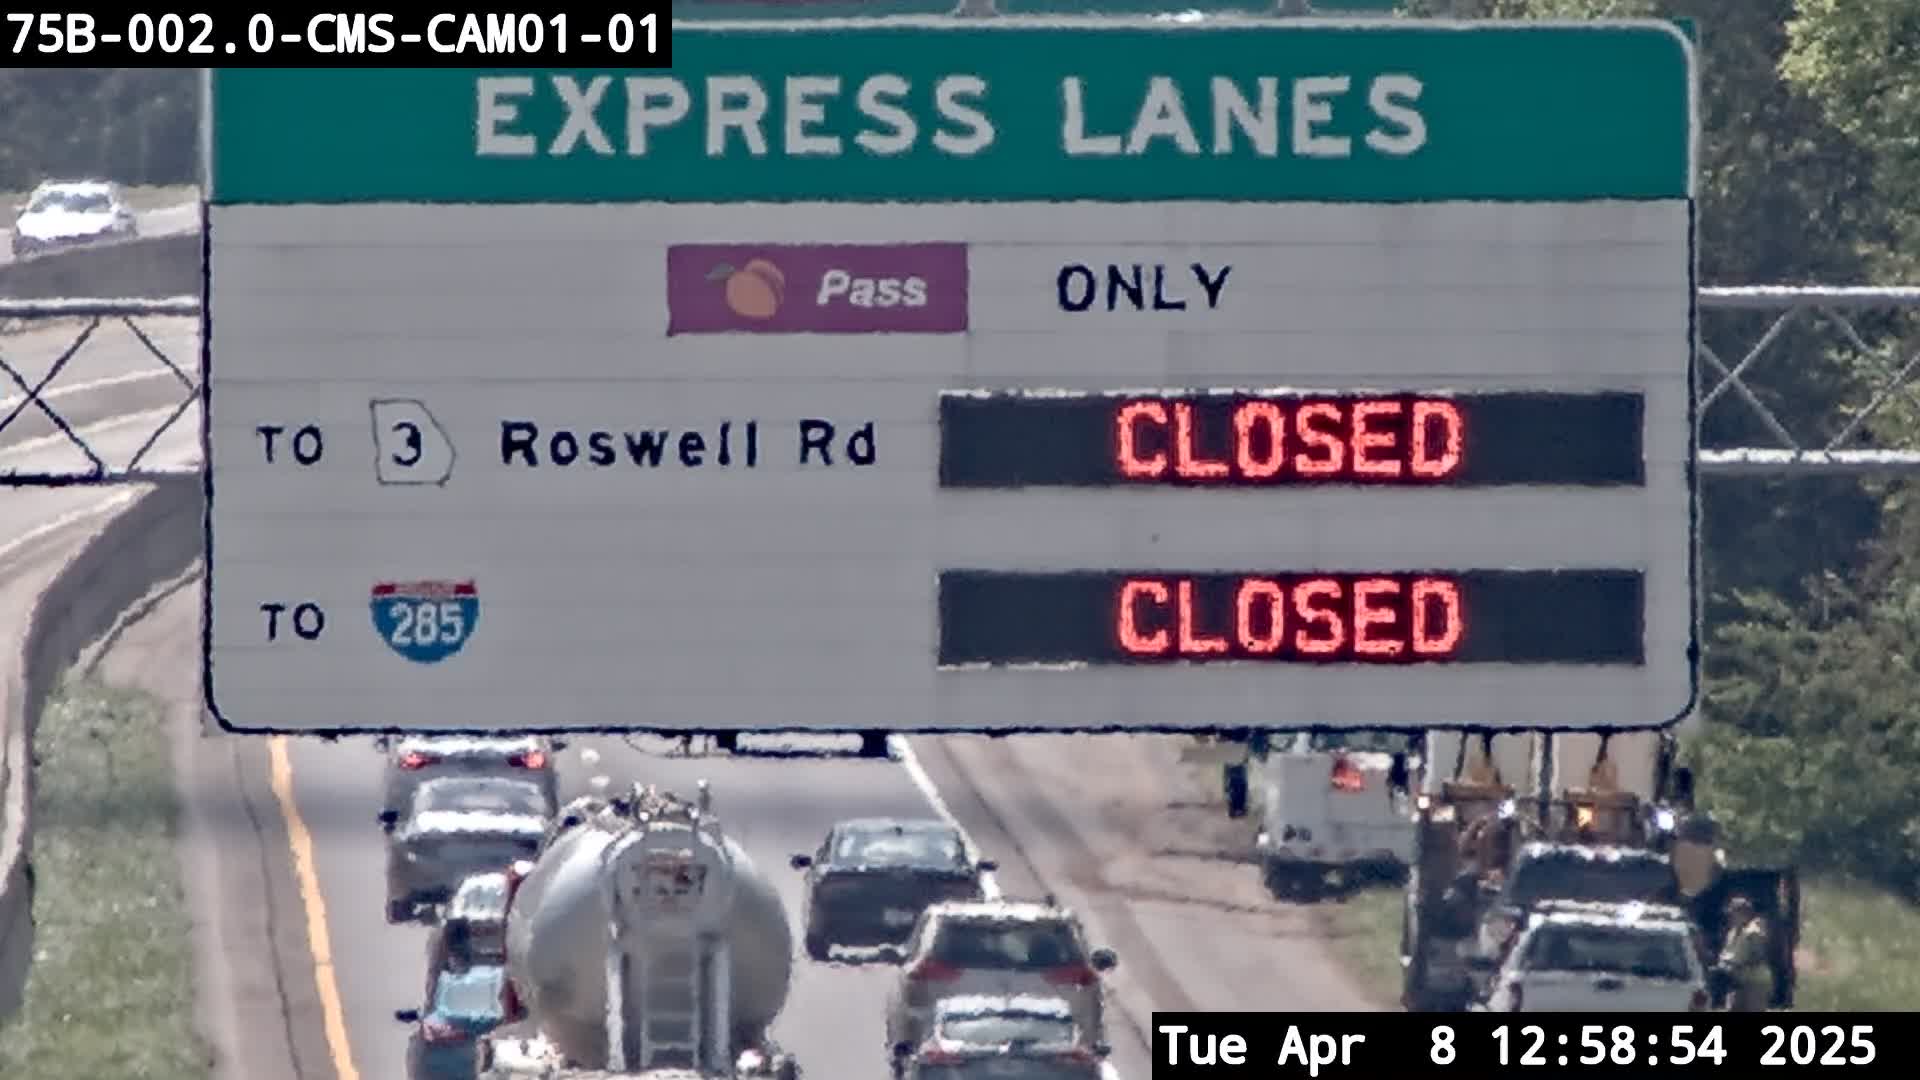 75B-002.0-CMS-CAM01-01
EXPRESS LANES
Pass ONLY
TO 3 Roswell Rd CLOSED
TO 285 CLOSED
Tue Apr 8 12:58:54 2025